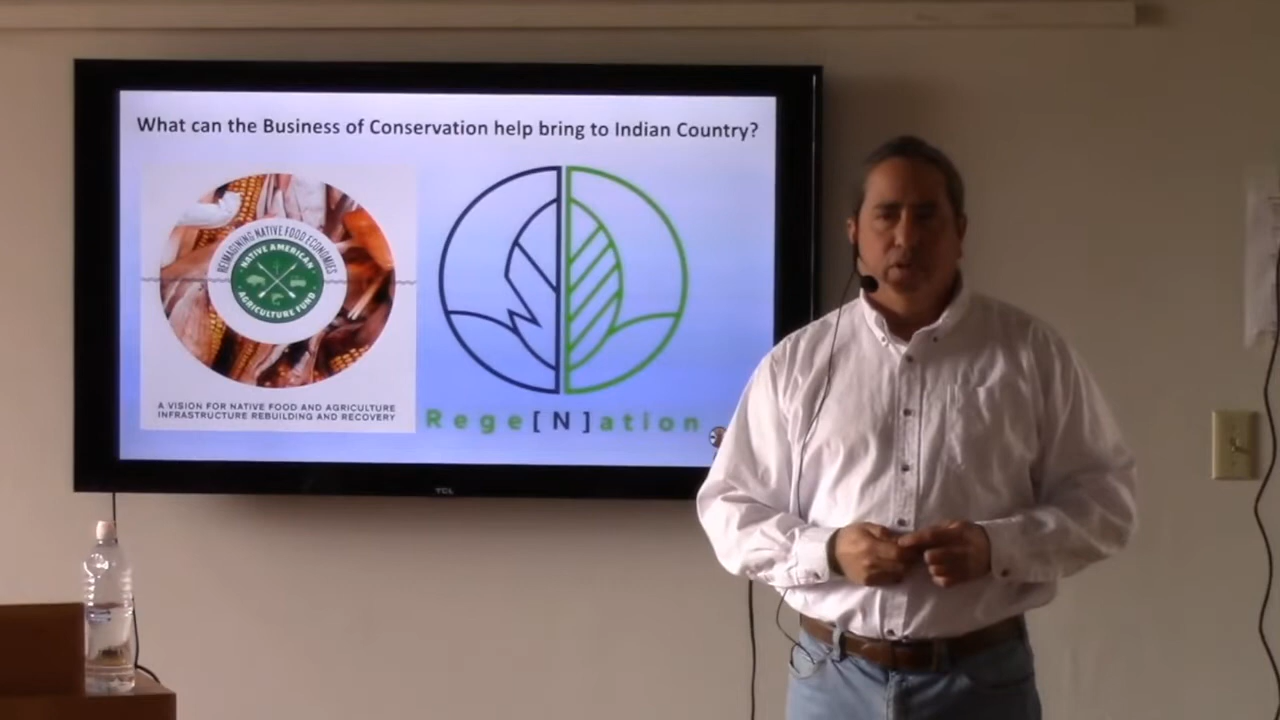 What can the Business of Conservation help bring to Indian Country?
REIMAGINING NATIVE FOOD ECONOMIES
NATIVE AMERICAN
AGRICULTURE FUND
A VISION FOR NATIVE FOOD AND AGRICULTURE
INFRASTRUCTURE REBUILDING AND RECOVERY
Rege[N]ation
TCL